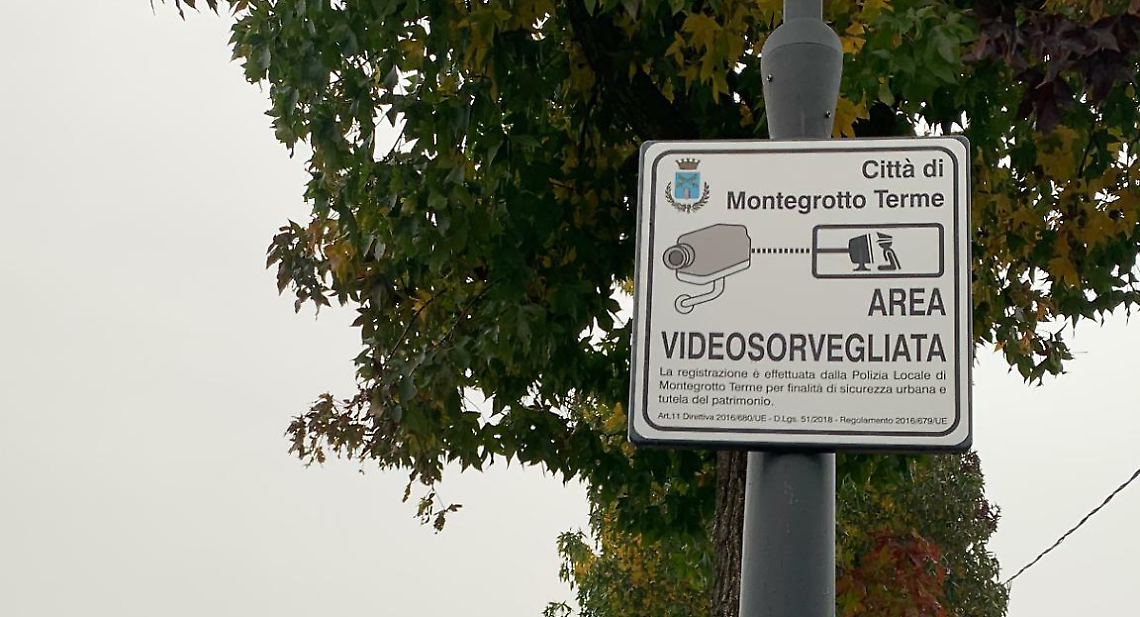 Città di
Montegrotto Terme
AREA
VIDEOSORVEGLIATA
La registrazione è effettuata dalla Polizia Locale di
Montegrotto Terme per finalità di sicurezza urbana e
tutela del patrimonio.
Art.11 Direttiva 2016/680/UE - D.Lgs. 51/2018 - Regolamento 2016/679/UE